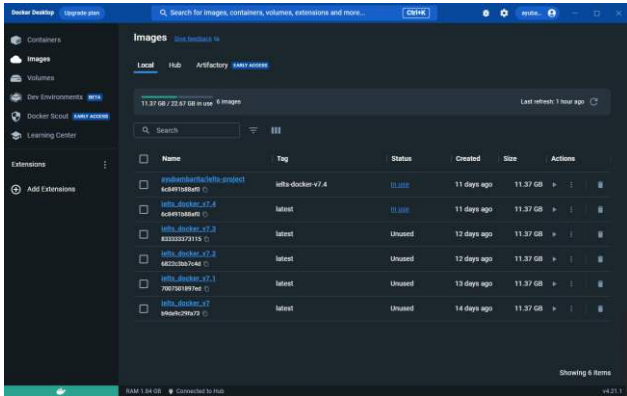 Docker Desktop Upgrade plan Search for images, containers, volumes, extensions and more... Ctrl+K
Containers
Images
Volumes
Dev Environments BETA
Docker Scout EARLY ACCESS
Learning Center
Extensions
Add Extensions
Images Give feedback
Local Hub Artifactory EARLY ACCESS
11.37 GB / 22.67 GB in use 6 images Last refresh: 1 hour ago
Search
Name Tag Status Created Size Actions
ielts-docker-v7.4 In use 11 days ago 11.37 GB
6c8491b88af0
ielts_docker_v7.4 latest In use 11 days ago 11.37 GB
6c8491b88af0
ielts_docker_v7.3 latest Unused 12 days ago 11.37 GB
latest Unused 12 days ago 11.37 GB
ielts_docker_v7.1 latest Unused 13 days ago 11.37 GB
7007501897ed
ielts_docker_v7 latest Unused 14 days ago 11.37 GB
b9da9c29fa73
Showing 6 items
RAM 1.84 GB Connected to Hub v4.21.1